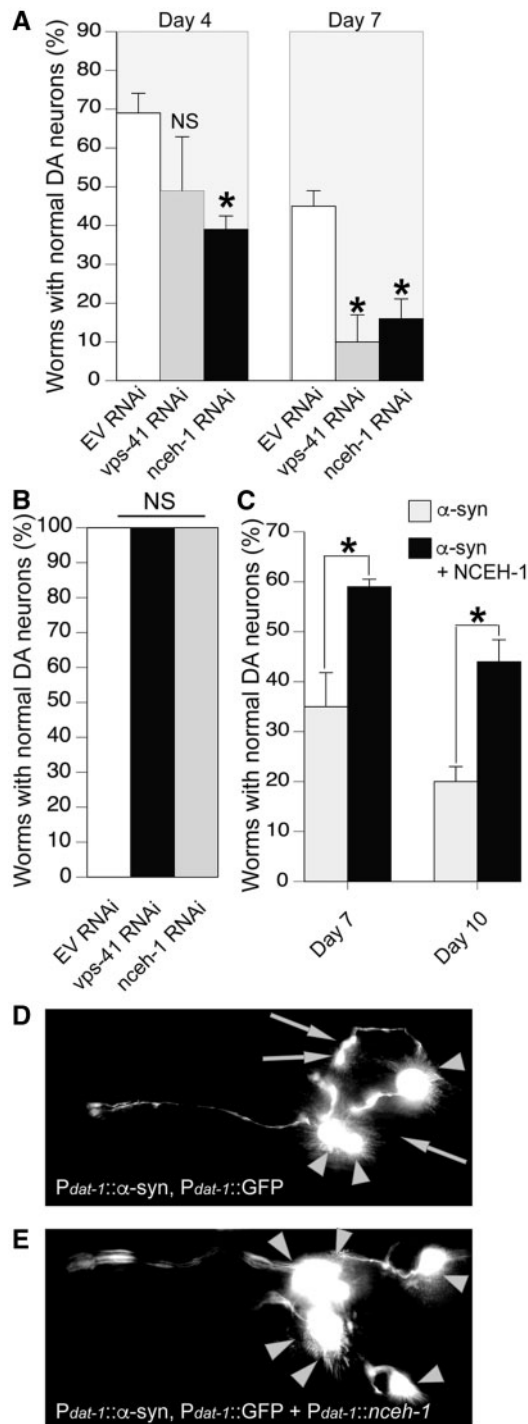 A
Day 4
Day 7
Worms with normal DA neurons (%)
90
80
70
60
50
40
30
20
10
0
NS
*
*
*
EV RNAi
vps-41 RNAi
nceh-1 RNAi
EV RNAi
vps-41 RNAi
nceh-1 RNAi
B
NS
Worms with normal DA neurons (%)
100
90
80
70
60
50
40
30
20
10
0
EV RNAi
vps-41 RNAi
nceh-1 RNAi
C
α-syn
α-syn
+ NCEH-1
Worms with normal DA neurons (%)
70
60
50
40
30
20
10
0
*
*
Day 7
Day 10
D
Pdat-1::α-syn, Pdat-1::GFP
E
Pdat-1::α-syn, Pdat-1::GFP + Pdat-1::nceh-1